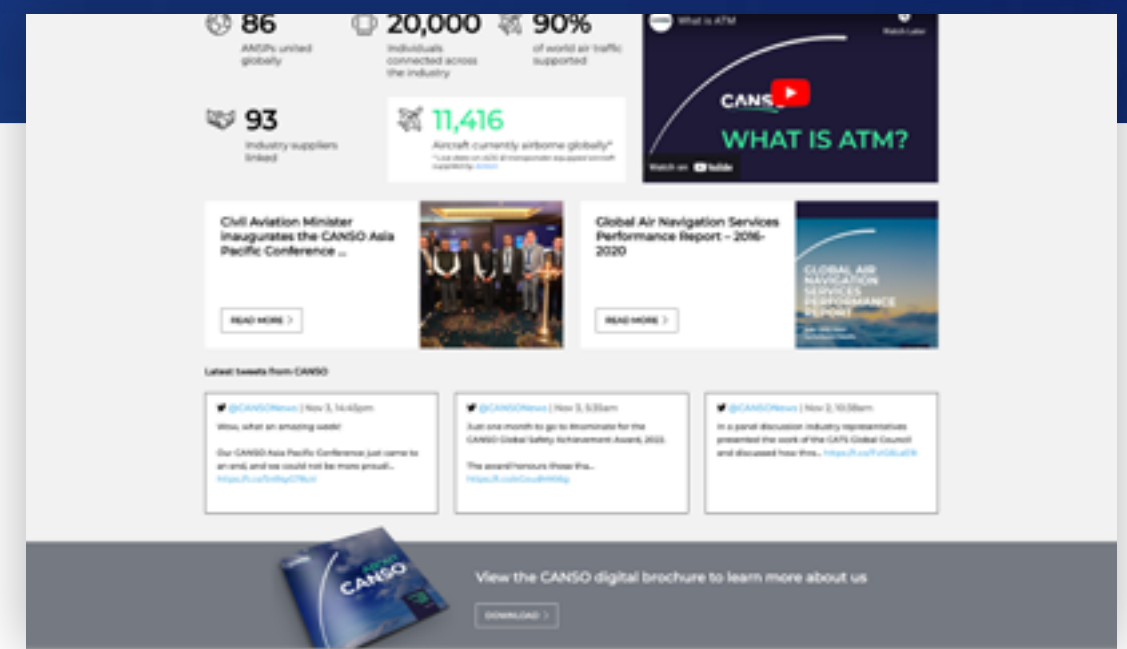 86
ANSPs united
globally
20,000
Individuals
connected across
the industry
90%
of world air traffic
supported
What is ATM
Watch Later
CANSO
WHAT IS ATM?
Watch on YouTube
93
Industry suppliers
linked
11,416
Aircraft currently airborne globally*
Civil Aviation Minister
inaugurates the CANSO Asia
Pacific Conference ...
READ MORE >
Global Air Navigation Services
Performance Report – 2016-
2020
READ MORE >
GLOBAL AIR
NAVIGATION
SERVICES
PERFORMANCE
REPORT
Latest tweets from CANSO
@CANSONews | Nov 3, 14:45pm
Wow, what an amazing week!
Our CANSO Asia Pacific Conference just came to
an end, and we could not be more proud!...
@CANSONews | Nov 3, 5:35am
Just one month to go to #nominate for the
CANSO Global Safety Achievement Award, 2022.
The award honours those tha...
@CANSONews | Nov 2, 10:38am
In a panel discussion industry representatives
presented the work of the CATS Global Council
and discussed how this...
ABOUT
CANSO
View the CANSO digital brochure to learn more about us
DOWNLOAD >